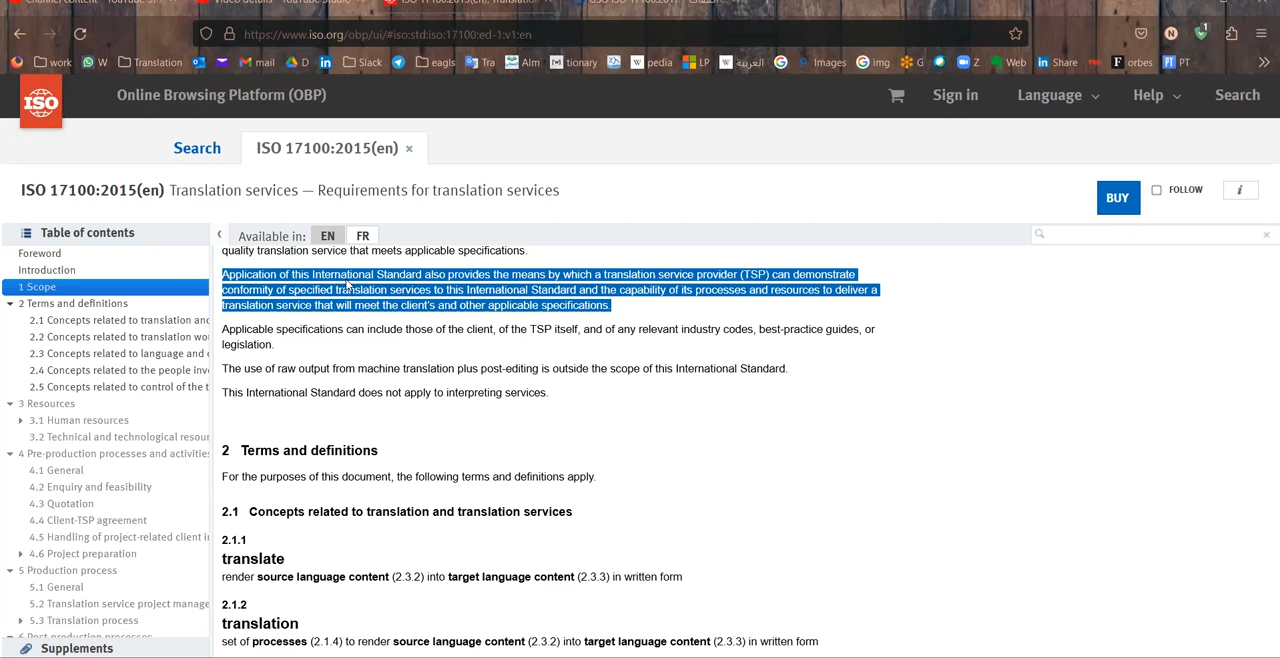 https://www.iso.org/obp/ui/#iso:std:iso:17100:ed-1:v1:en
work W Translation mail D Slack eagls Tra Alm tionary pedia LP العربية Images img G Z Web Share Forbes PT
ISO
Online Browsing Platform (OBP)
Sign in Language Help Search
Search ISO 17100:2015(en) ×
ISO 17100:2015(en) Translation services — Requirements for translation services
BUY FOLLOW i
Table of contents
Available in: EN FR
Foreword
Introduction
1 Scope
2 Terms and definitions
2.1 Concepts related to translation and
2.2 Concepts related to translation wo
2.3 Concepts related to language and
2.4 Concepts related to the people inv
2.5 Concepts related to control of the t
3 Resources
3.1 Human resources
3.2 Technical and technological resour
4 Pre-production processes and activities
4.1 General
4.2 Enquiry and feasibility
4.3 Quotation
4.4 Client-TSP agreement
4.5 Handling of project-related client i
4.6 Project preparation
5 Production process
5.1 General
5.2 Translation service project manage
5.3 Translation process
6 Post-production processes
Supplements
quality translation service that meets applicable specifications.
Application of this International Standard also provides the means by which a translation service provider (TSP) can demonstrate
conformity of specified translation services to this International Standard and the capability of its processes and resources to deliver a
translation service that will meet the client's and other applicable specifications.
Applicable specifications can include those of the client, of the TSP itself, and of any relevant industry codes, best-practice guides, or
legislation.
The use of raw output from machine translation plus post-editing is outside the scope of this International Standard.
This International Standard does not apply to interpreting services.
2 Terms and definitions
For the purposes of this document, the following terms and definitions apply.
2.1 Concepts related to translation and translation services
2.1.1
translate
render source language content (2.3.2) into target language content (2.3.3) in written form
2.1.2
translation
set of processes (2.1.4) to render source language content (2.3.2) into target language content (2.3.3) in written form